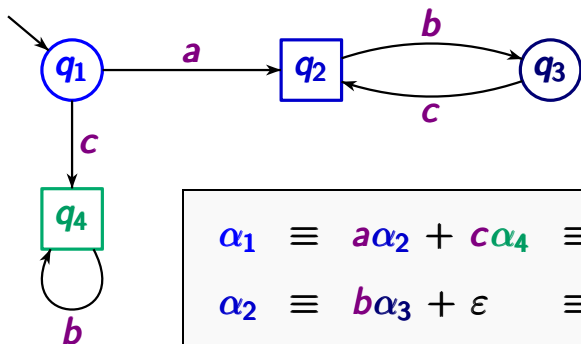 b
q₁ a q₂ q₃
c
c
q₄
α₁ ≡ aα₂ + cα₄ ≡
α₂ ≡ bα₃ + ε ≡
b